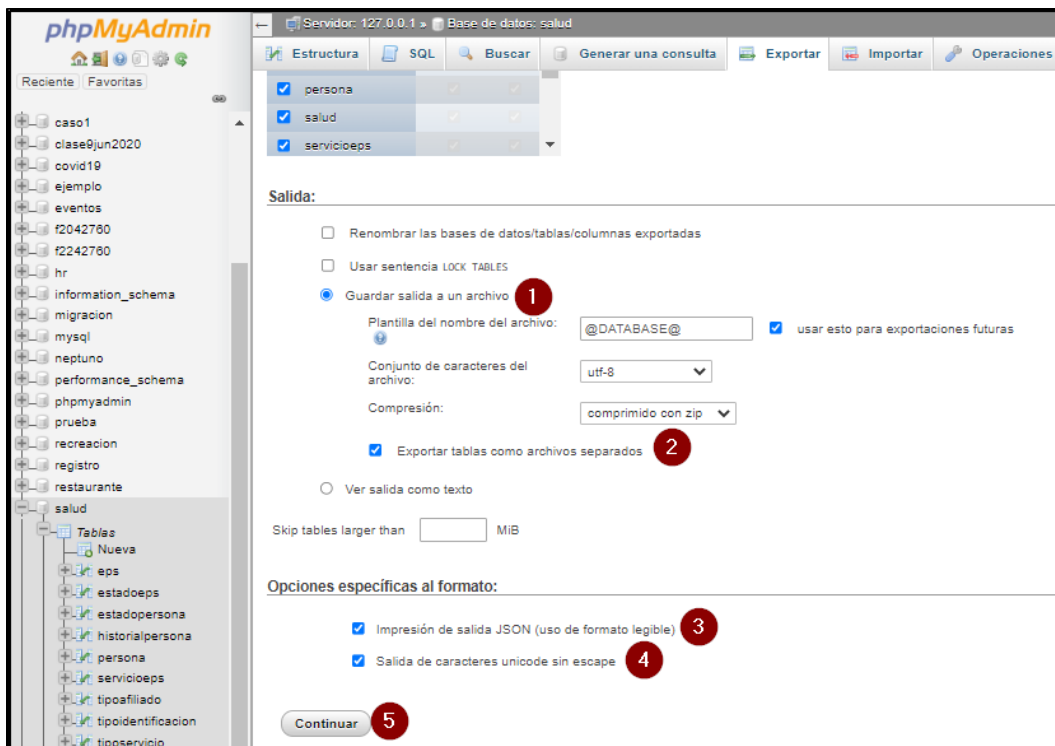 phpMyAdmin
Reciente Favoritas
caso1
clase9jun2020
covid19
ejemplo
eventos
f2042760
f2242760
hr
information_schema
migracion
mysql
neptuno
performance_schema
phpmyadmin
prueba
recreacion
registro
restaurante
salud
Tablas
Nueva
eps
estadoeps
estadopersona
historialpersona
persona
servicioeps
tipoafiliado
tipoidentificacion
tiposervicio
Servidor: 127.0.0.1 » Base de datos: salud
Estructura SQL Buscar Generar una consulta Exportar Importar Operaciones
persona
salud
servicioeps
Salida:
Renombrar las bases de datos/tablas/columnas exportadas
Usar sentencia LOCK TABLES
Guardar salida a un archivo 1
Plantilla del nombre del archivo: @DATABASE@ usar esto para exportaciones futuras
Conjunto de caracteres del
archivo: utf-8
Compresión: comprimido con zip
Exportar tablas como archivos separados 2
Ver salida como texto
Skip tables larger than MiB
Opciones específicas al formato:
Impresión de salida JSON (uso de formato legible) 3
Salida de caracteres unicode sin escape 4
Continuar 5